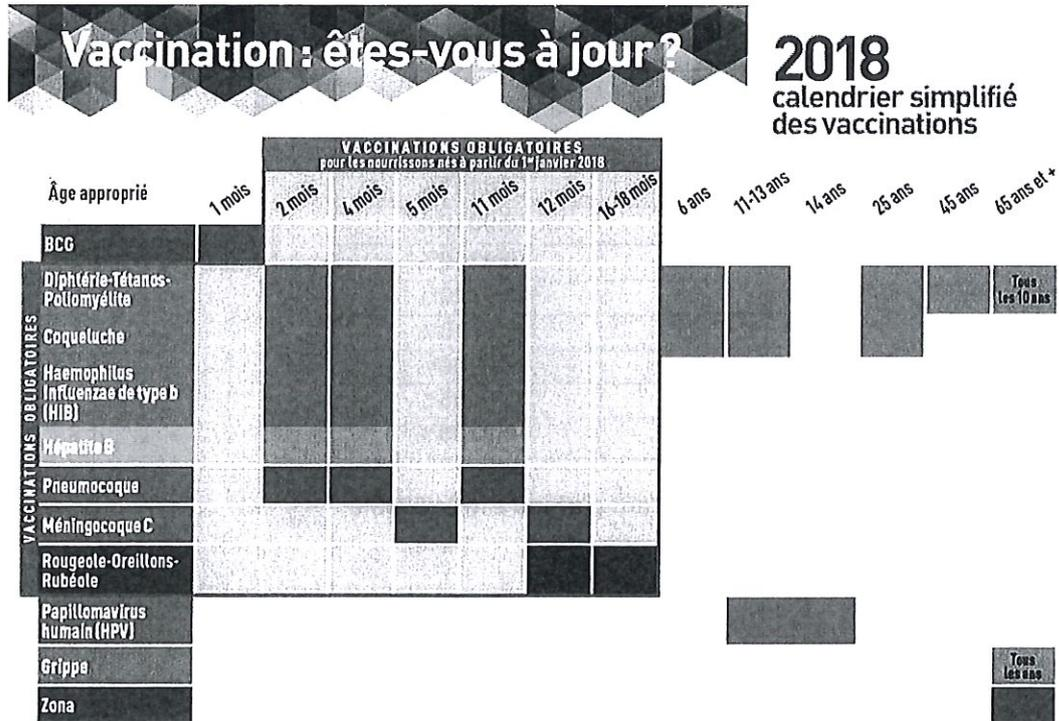 Vaccination : êtes-vous à jour ?
2018
calendrier simplifié
des vaccinations
VACCINATIONS OBLIGATOIRES
pour les nourrissons nés à partir du 1er janvier 2018
Âge approprié
1 mois
2 mois
4 mois
5 mois
11 mois
12 mois
16-18 mois
6 ans
11-13 ans
14 ans
25 ans
45 ans
65 ans et +
VACCINATIONS OBLIGATOIRES
BCG
Diphtérie-Tétanos-
Poliomyélite
Tous
les 10 ans
Coqueluche
Haemophilus
Influenzae de type b
(HIB)
Hépatite B
Pneumocoque
Méningocoque C
Rougeole-Oreillons-
Rubéole
Papillomavirus
humain (HPV)
Grippe
Tous
les ans
Zona